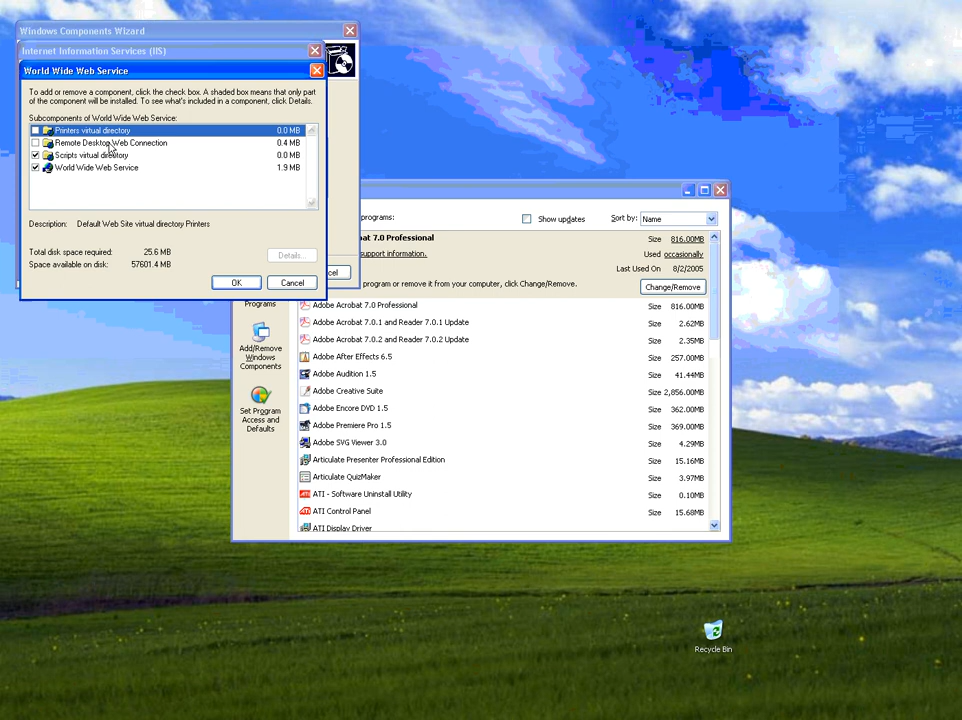 Windows Components Wizard
Internet Information Services (IIS)
World Wide Web Service
To add or remove a component, click the check box. A shaded box means that only part
of the component will be installed. To see what's included in a component, click Details.
Subcomponents of World Wide Web Service:
Printers virtual directory 0.0 MB
Remote Desktop Web Connection 0.4 MB
Scripts virtual directory 0.0 MB
World Wide Web Service 1.9 MB
Description: Default Web Site virtual directory Printers
Total disk space required: 25.6 MB
Space available on disk: 57601.4 MB
Details...
OK
Cancel
cel
programs:
Show updates
Sort by: Name
bat 7.0 Professional
Size 816.00MB
support information.
Used occasionally
Last Used On 8/2/2005
program or remove it from your computer, click Change/Remove.
Change/Remove
Programs
Add/Remove
Windows
Components
Set Program
Access and
Defaults
Adobe Acrobat 7.0 Professional Size 816.00MB
Adobe Acrobat 7.0.1 and Reader 7.0.1 Update Size 2.62MB
Adobe Acrobat 7.0.2 and Reader 7.0.2 Update Size 2.35MB
Adobe After Effects 6.5 Size 257.00MB
Adobe Audition 1.5 Size 41.44MB
Adobe Creative Suite Size 2,856.00MB
Adobe Encore DVD 1.5 Size 362.00MB
Adobe Premiere Pro 1.5 Size 369.00MB
Adobe SVG Viewer 3.0 Size 4.29MB
Articulate Presenter Professional Edition Size 15.16MB
Articulate QuizMaker Size 3.97MB
ATI - Software Uninstall Utility Size 0.10MB
ATI Control Panel Size 15.68MB
ATI Display Driver
Recycle Bin